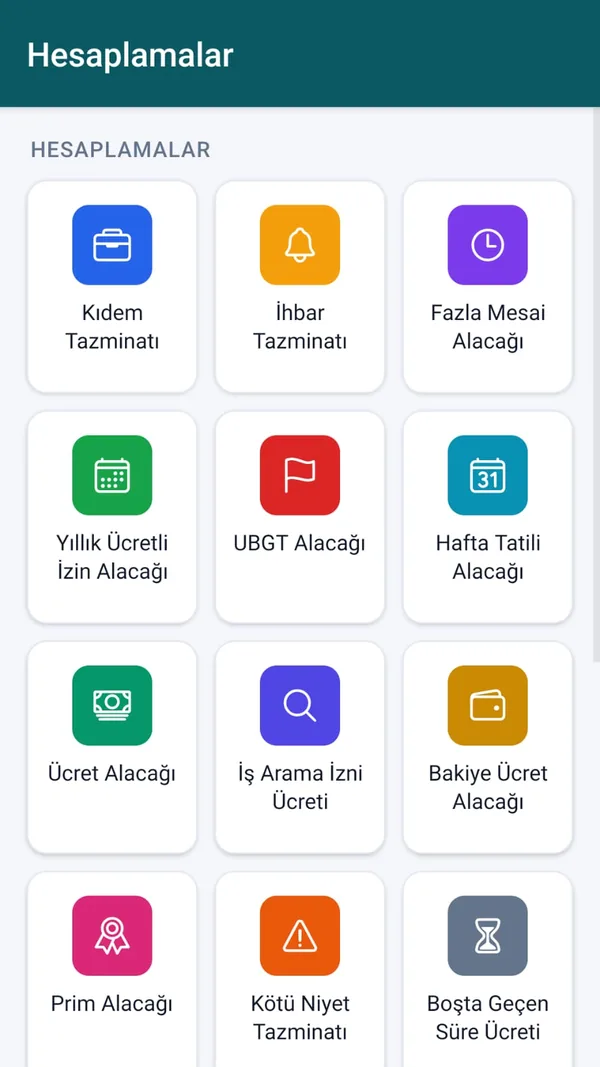 Hesaplamalar
HESAPLAMALAR
Kıdem
Tazminatı
İhbar
Tazminatı
Fazla Mesai
Alacağı
Yıllık Ücretli
İzin Alacağı
UBGT Alacağı
31
Hafta Tatili
Alacağı
Ücret Alacağı
İş Arama İzni
Ücreti
Bakiye Ücret
Alacağı
Prim Alacağı
Kötü Niyet
Tazminatı
Boşta Geçen
Süre Ücreti